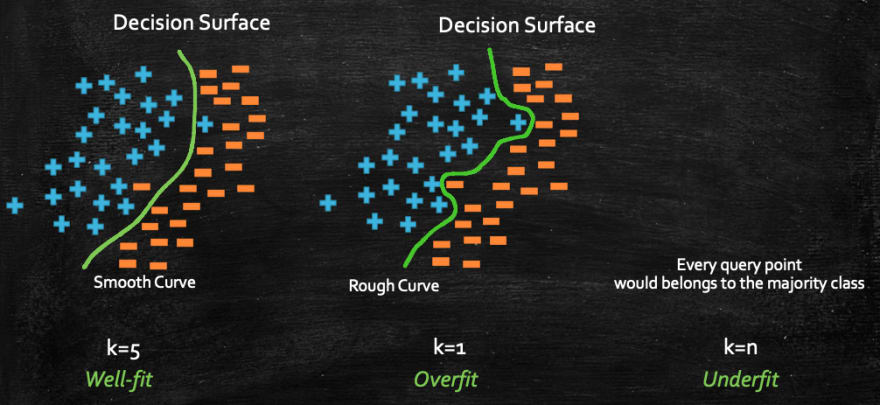 Decision Surface
Decision Surface
Smooth Curve
Rough Curve
Every query point
would belongs to the majority class
k=5
k=1
k=n
Well-fit
Overfit
Underfit